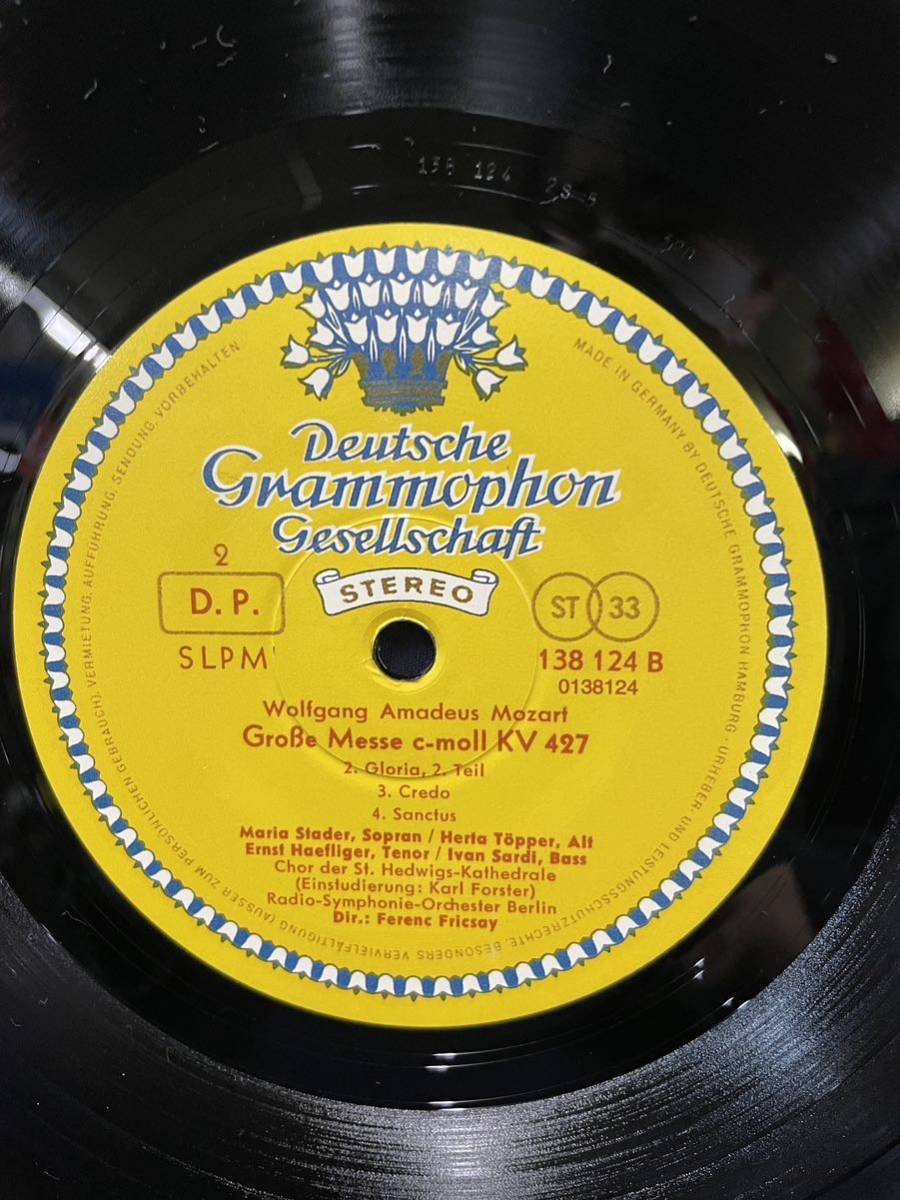 138 124 2S-
Deutsche
Grammophon
Gesellschaft
STEREO
2
D. P.
SLPM
ST 33
138 124 B
0138124
Wolfgang Amadeus Mozart
Große Messe c-moll KV 427
2. Gloria, 2. Teil
3. Credo
4. Sanctus
Maria Stader, Sopran / Herta Töpper, Alt
Ernst Haefliger, Tenor / Ivan Sardi, Bass
Chor der St. Hedwigs-Kathedrale
(Einstudierung: Karl Forster)
Radio-Symphonie-Orchester Berlin
Dir.: Ferenc Fricsay
MADE IN GERMANY BY DEUTSCHE GRAMMOPHON HAMBURG · URHEBER- UND LEISTUNGSSCHUTZRECHTE, BESONDERS VERVIELFÄLTIGUNG (AUSSER ZUM PERSÖNLICHEN GEBRAUCH), VERMIETUNG, AUFFÜHRUNG, SENDUNG, VORBEHALTEN